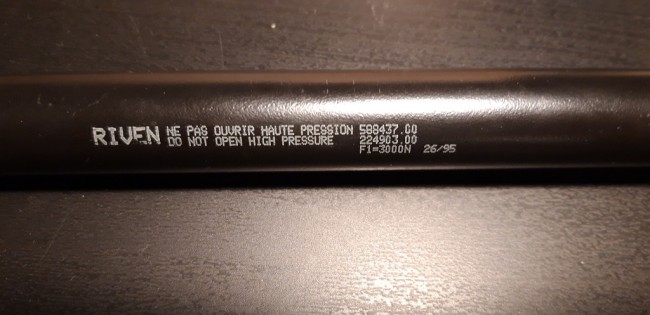 RIVEN NE PAS OUVRIR HAUTE PRESSION 588437.00
DO NOT OPEN HIGH PRESSURE 224903.00
F1=3000N 26/95